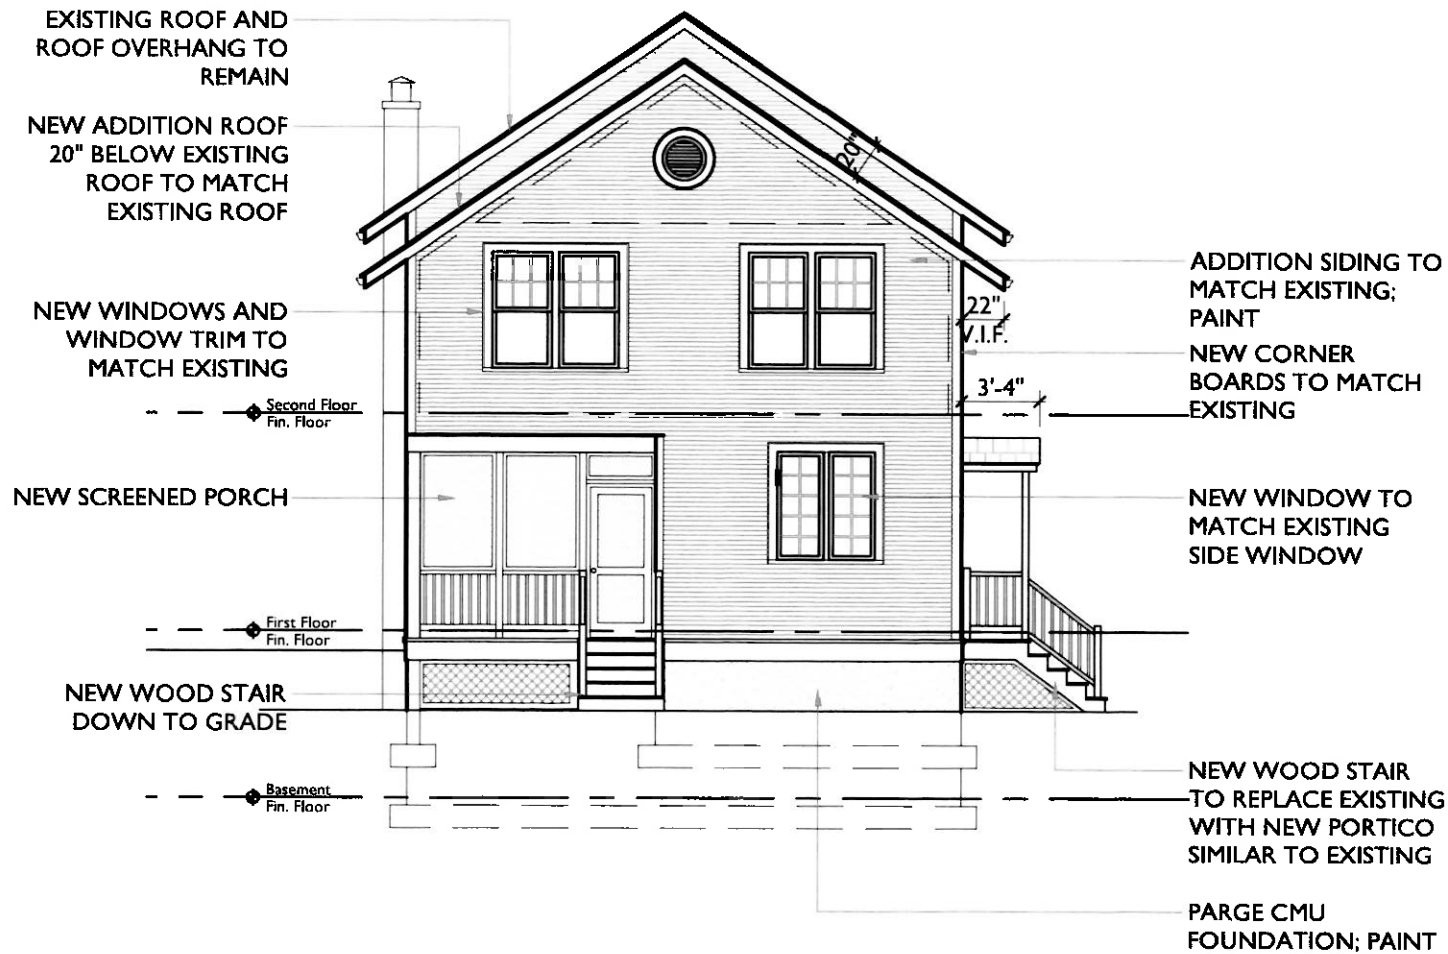 EXISTING ROOF AND
ROOF OVERHANG TO
REMAIN
NEW ADDITION ROOF
20" BELOW EXISTING
ROOF TO MATCH
EXISTING ROOF
NEW WINDOWS AND
WINDOW TRIM TO
MATCH EXISTING
Second Floor
Fin. Floor
NEW SCREENED PORCH
First Floor
Fin. Floor
NEW WOOD STAIR
DOWN TO GRADE
Basement
Fin. Floor
20"
22"
V.I.F.
3'-4"
ADDITION SIDING TO
MATCH EXISTING;
PAINT
NEW CORNER
BOARDS TO MATCH
EXISTING
NEW WINDOW TO
MATCH EXISTING
SIDE WINDOW
NEW WOOD STAIR
TO REPLACE EXISTING
WITH NEW PORTICO
SIMILAR TO EXISTING
PARGE CMU
FOUNDATION; PAINT